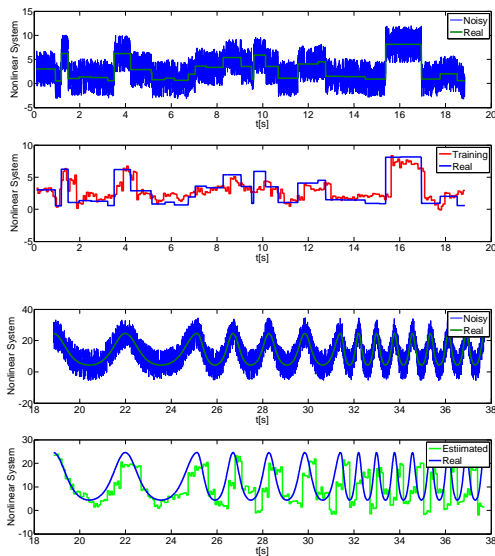 15
10
5
0
-5
Nonlinear System
Noisy
Real
0 2 4 6 8 10 12 14 16 18 20
t[s]
10
5
0
-5
Nonlinear System
Training
Real
0 2 4 6 8 10 12 14 16 18 20
t[s]
40
20
0
-20
Nonlinear System
Noisy
Real
18 20 22 24 26 28 30 32 34 36 38
t[s]
30
20
10
0
-10
Nonlinear System
Estiimated
Real
18 20 22 24 26 28 30 32 34 36 38
t[s]